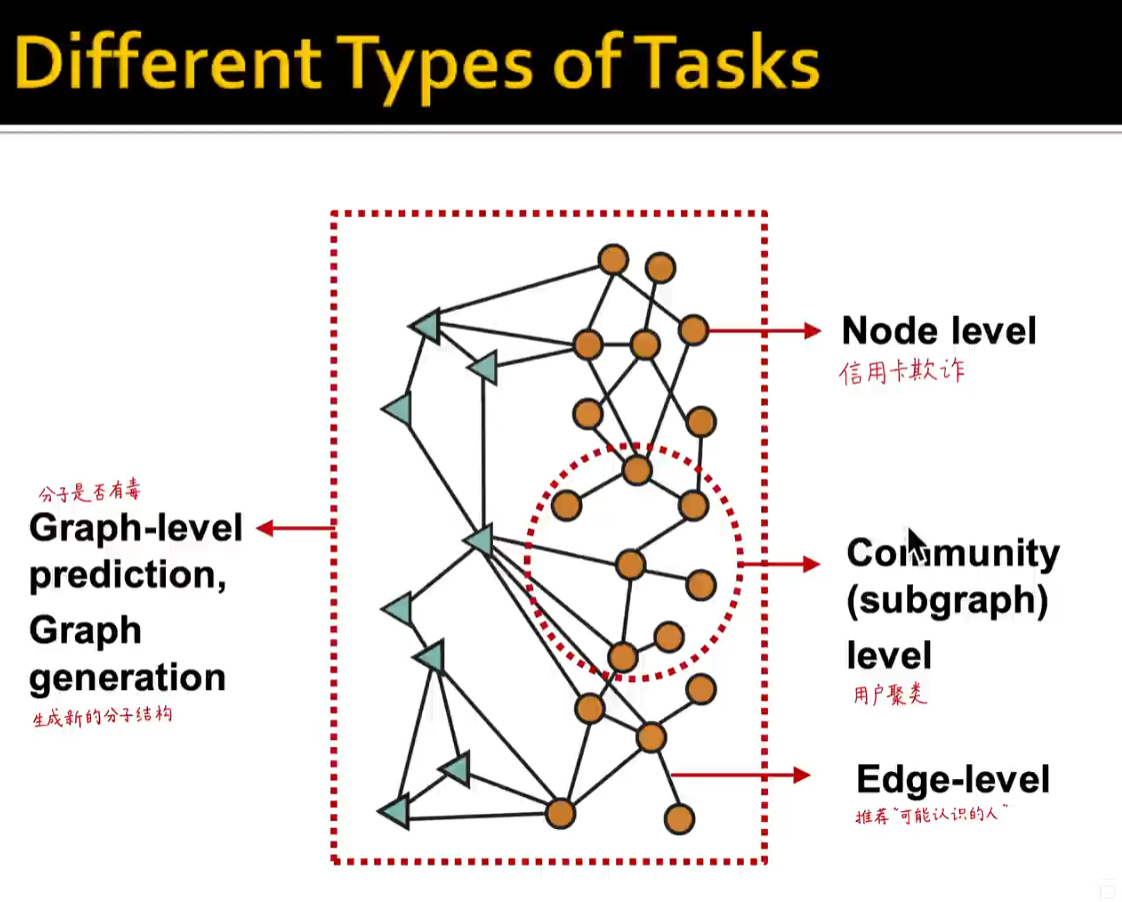 Different Types of Tasks
Node level
信用卡欺诈
分子是否有毒
Graph-level
prediction,
Graph
generation
生成新的分子结构
Community
(subgraph)
level
用户聚类
Edge-level
推荐"可能认识的人"